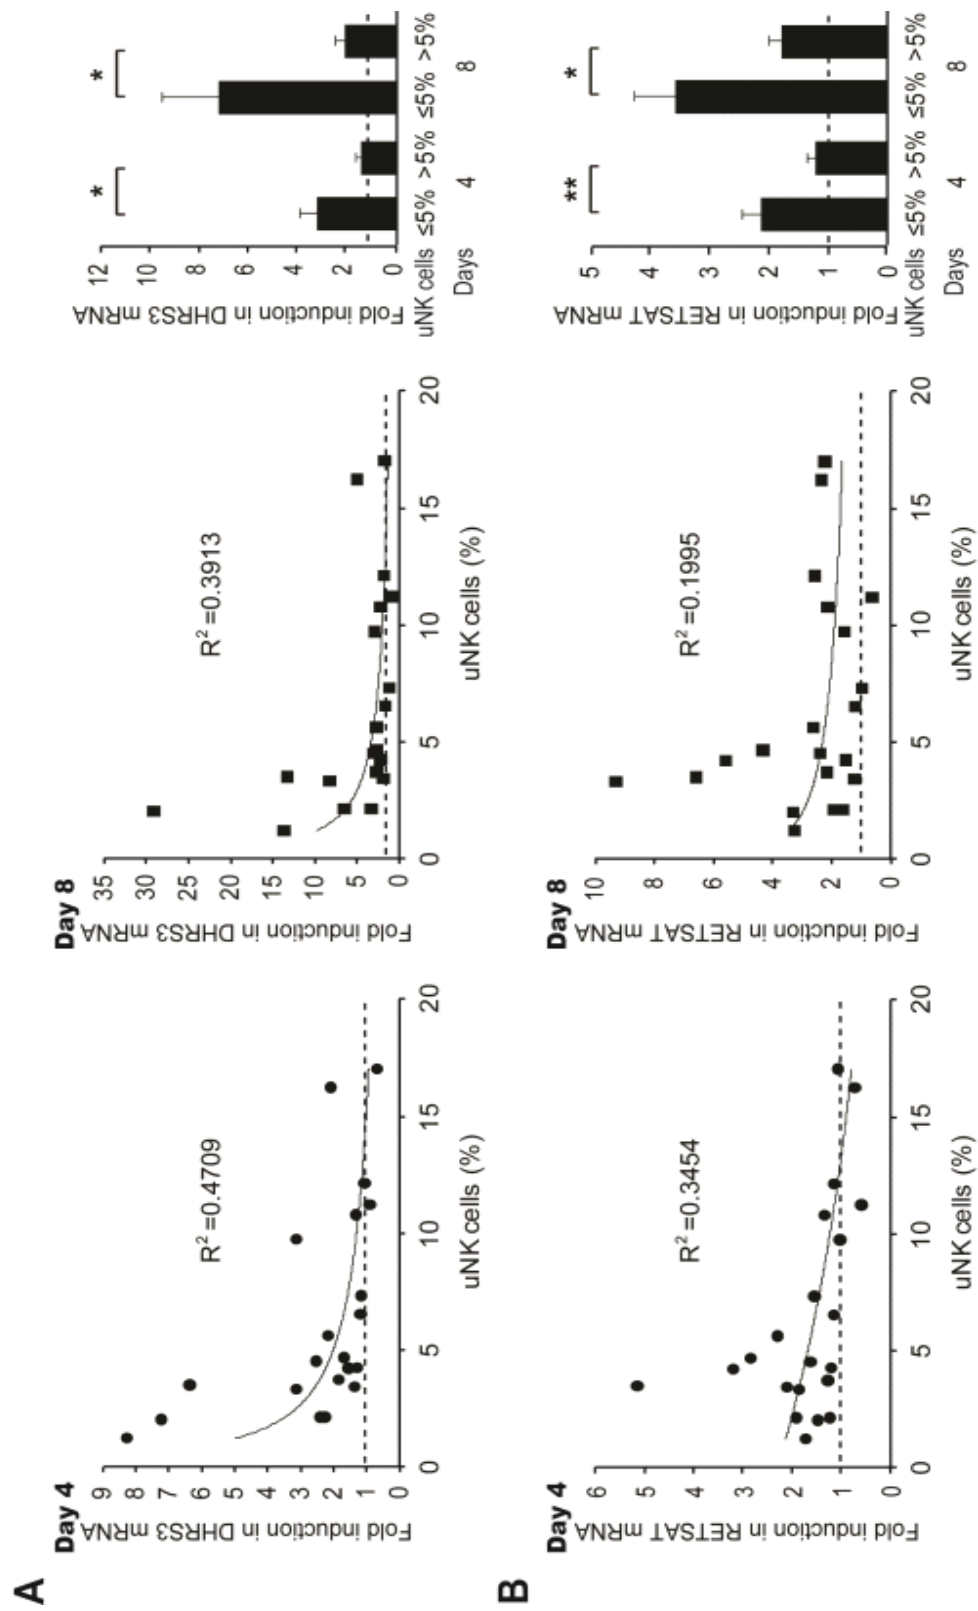 A
Day 4
Fold induction in DHRS3 mRNA
9
8
7
6
5
4
3
2
1
0
R²=0.4709
0 5 10 15 20
uNK cells (%)
Day 8
Fold induction in DHRS3 mRNA
35
30
25
20
15
10
5
0
R²=0.3913
0 5 10 15 20
uNK cells (%)
Fold induction in DHRS3 mRNA
12
10
8
6
4
2
0
* *
uNK cells ≤5% >5% ≤5% >5%
Days 4 8
B
Day 4
Fold induction in RETSAT mRNA
6
5
4
3
2
1
0
R²=0.3454
0 5 10 15 20
uNK cells (%)
Day 8
Fold induction in RETSAT mRNA
10
8
6
4
2
0
R²=0.1995
0 5 10 15 20
uNK cells (%)
Fold induction in RETSAT mRNA
5
4
3
2
1
0
** *
uNK cells ≤5% >5% ≤5% >5%
Days 4 8